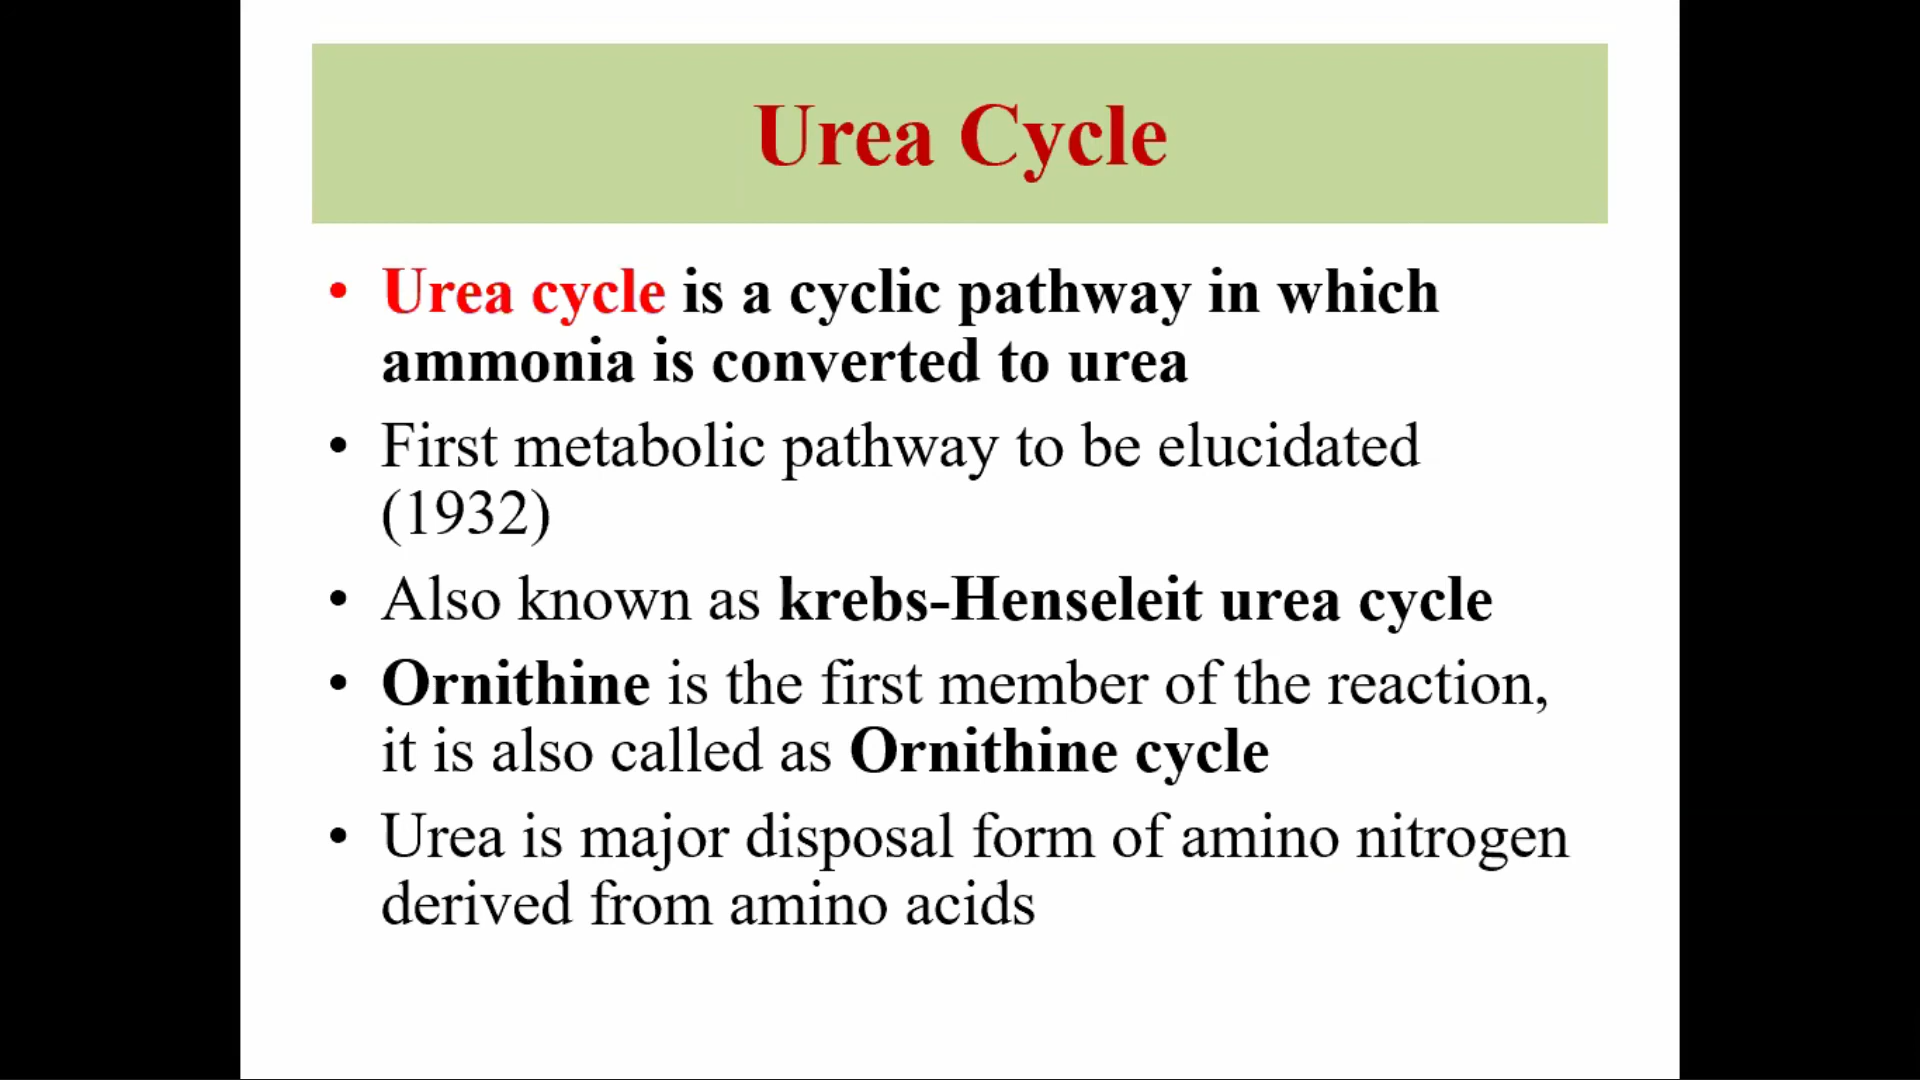 Urea Cycle
• Urea cycle is a cyclic pathway in which
ammonia is converted to urea
• First metabolic pathway to be elucidated
(1932)
• Also known as krebs-Henseleit urea cycle
• Ornithine is the first member of the reaction,
it is also called as Ornithine cycle
• Urea is major disposal form of amino nitrogen
derived from amino acids